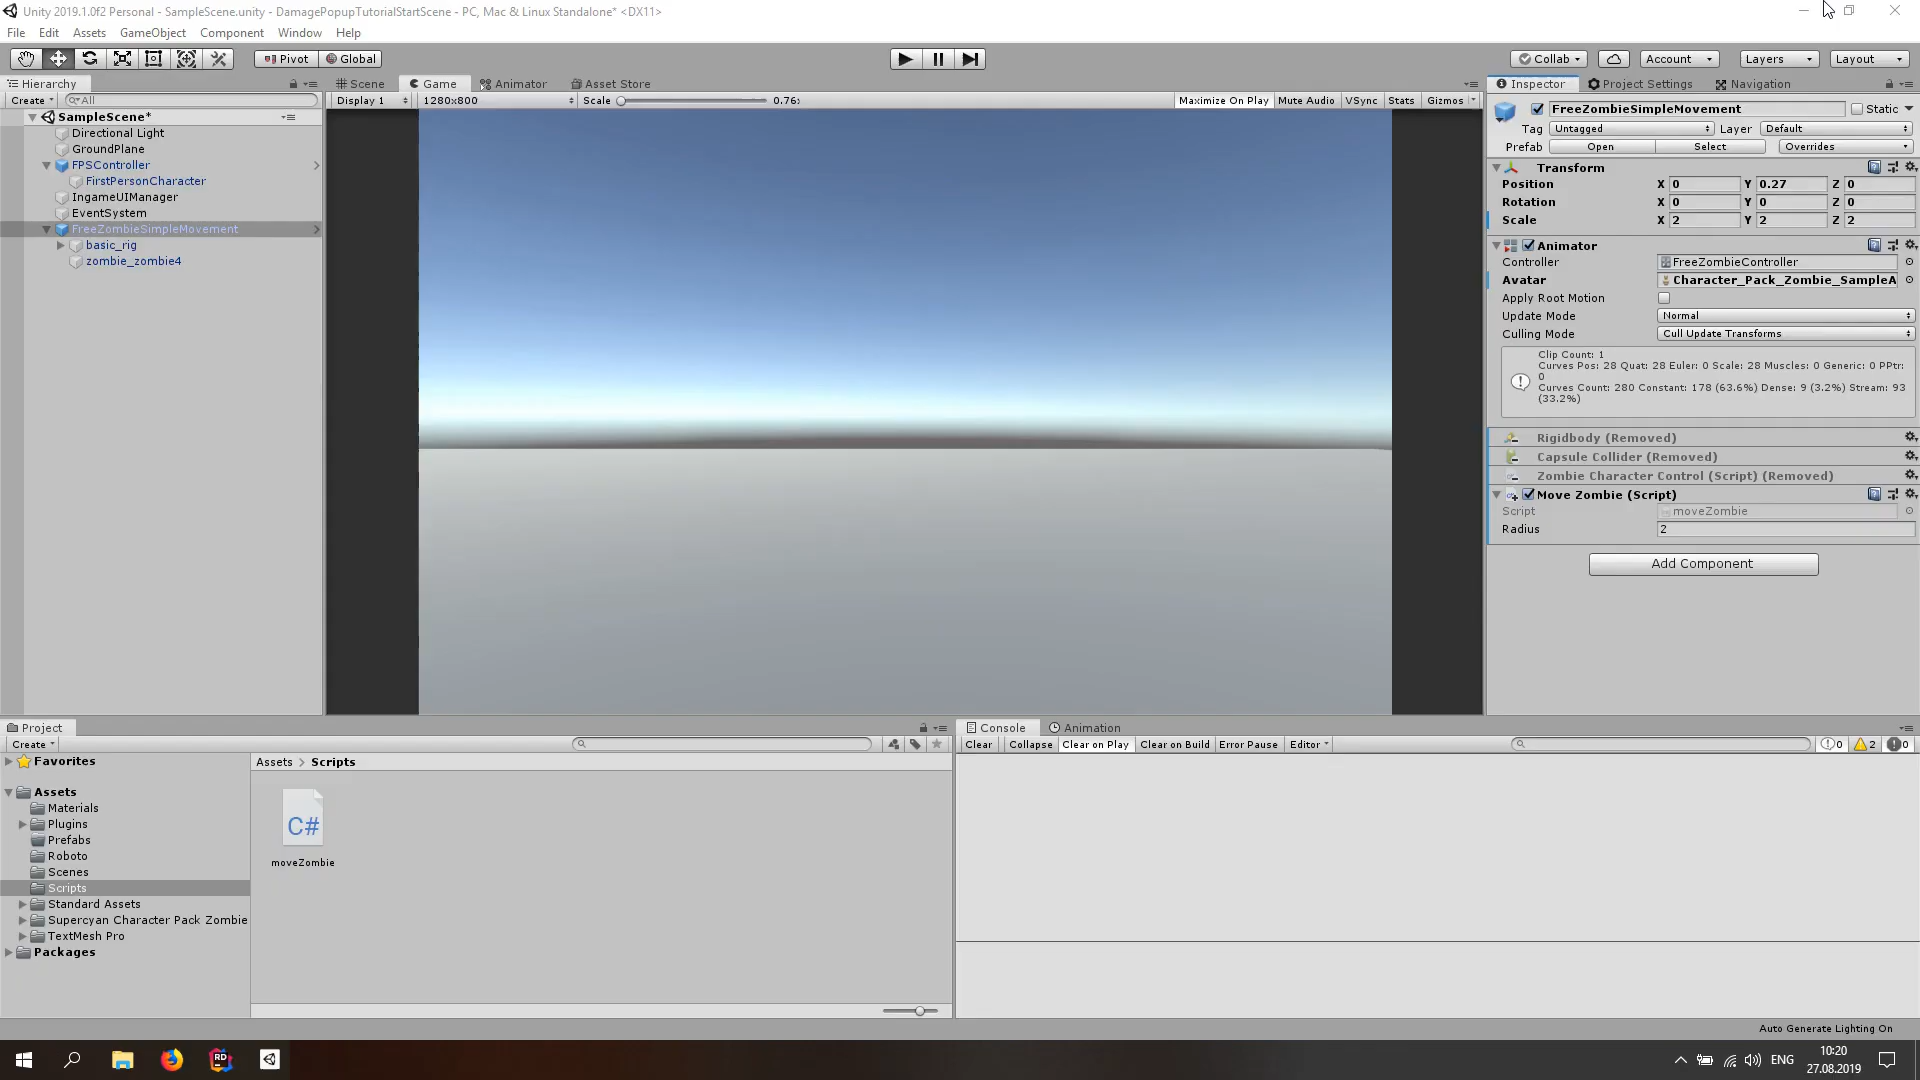 Unity 2019.1.0f2 Personal - SampleScene.unity - DamagePopupTutorialStartScene - PC, Mac & Linux Standalone* <DX11>
File Edit Assets GameObject Component Window Help
Pivot Global Collab Account Layers Layout
Hierarchy
Create All
SampleScene*
Directional Light
GroundPlane
FPSController
FirstPersonCharacter
IngameUIManager
EventSystem
FreeZombieSimpleMovement
basic_rig
zombie_zombie4
Scene Game Animator Asset Store
Display 1 1280x800 Scale 0.76: Maximize On Play Mute Audio VSync Stats Gizmos
Inspector Project Settings Navigation
FreeZombieSimpleMovement Static
Tag Untagged Layer Default
Prefab Open Select Overrides
Transform
Position X 0 Y 0.27 Z 0
Rotation X 0 Y 0 Z 0
Scale X 2 Y 2 Z 2
Animator
Controller FreeZombieController
Avatar Character_Pack_Zombie_SampleA
Apply Root Motion
Update Mode Normal
Culling Mode Cull Update Transforms
Clip Count: 1
Curves Pos: 28 Quat: 28 Euler: 0 Scale: 28 Muscles: 0 Generic: 0 PPtr:
0
Curves Count: 280 Constant: 178 (63.6%) Dense: 9 (3.2%) Stream: 93
(33.2%)
Rigidbody (Removed)
Capsule Collider (Removed)
Zombie Character Control (Script) (Removed)
Move Zombie (Script)
Script moveZombie
Radius 2
Add Component
Project
Create
Favorites
Assets
Materials
Plugins
Prefabs
Roboto
Scenes
Scripts
Standard Assets
Supercyan Character Pack Zombie
TextMesh Pro
Packages
Assets > Scripts
C#
moveZombie
Console Animation
Clear Collapse Clear on Play Clear on Build Error Pause Editor 0 2 0
Auto Generate Lighting On
RD
ENG
10:20
27.08.2019